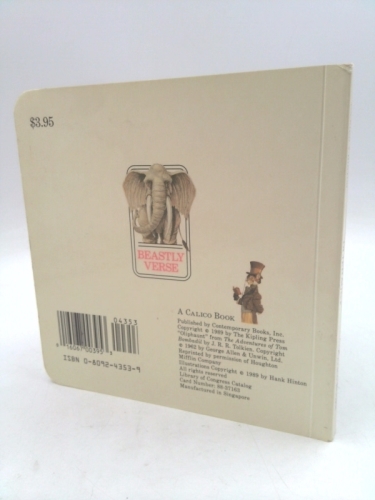 $3.95
BEASTLY
VERSE
04353
ISBN 0-8092-4353-9
A CALICO BOOK
Published by Contemporary Books, Inc.
Copyright © 1989 by The Kipling Press
"Oliphaunt" from The Adventures of Tom
Bombadil by J. R. R. Tolkien. Copyright
© 1962 by George Allen & Unwin, Ltd.
Reprinted by permission of Houghton
Mifflin Company
Illustrations Copyright © 1989 by Hank Hinton
All rights reserved
Library of Congress Catalog
Card Number:
Manufactured in Singapore